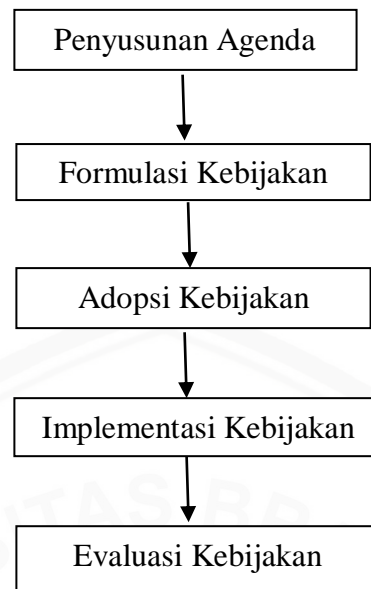 Penyusunan Agenda
Formulasi Kebijakan
Adopsi Kebijakan
Implementasi Kebijakan
Evaluasi Kebijakan